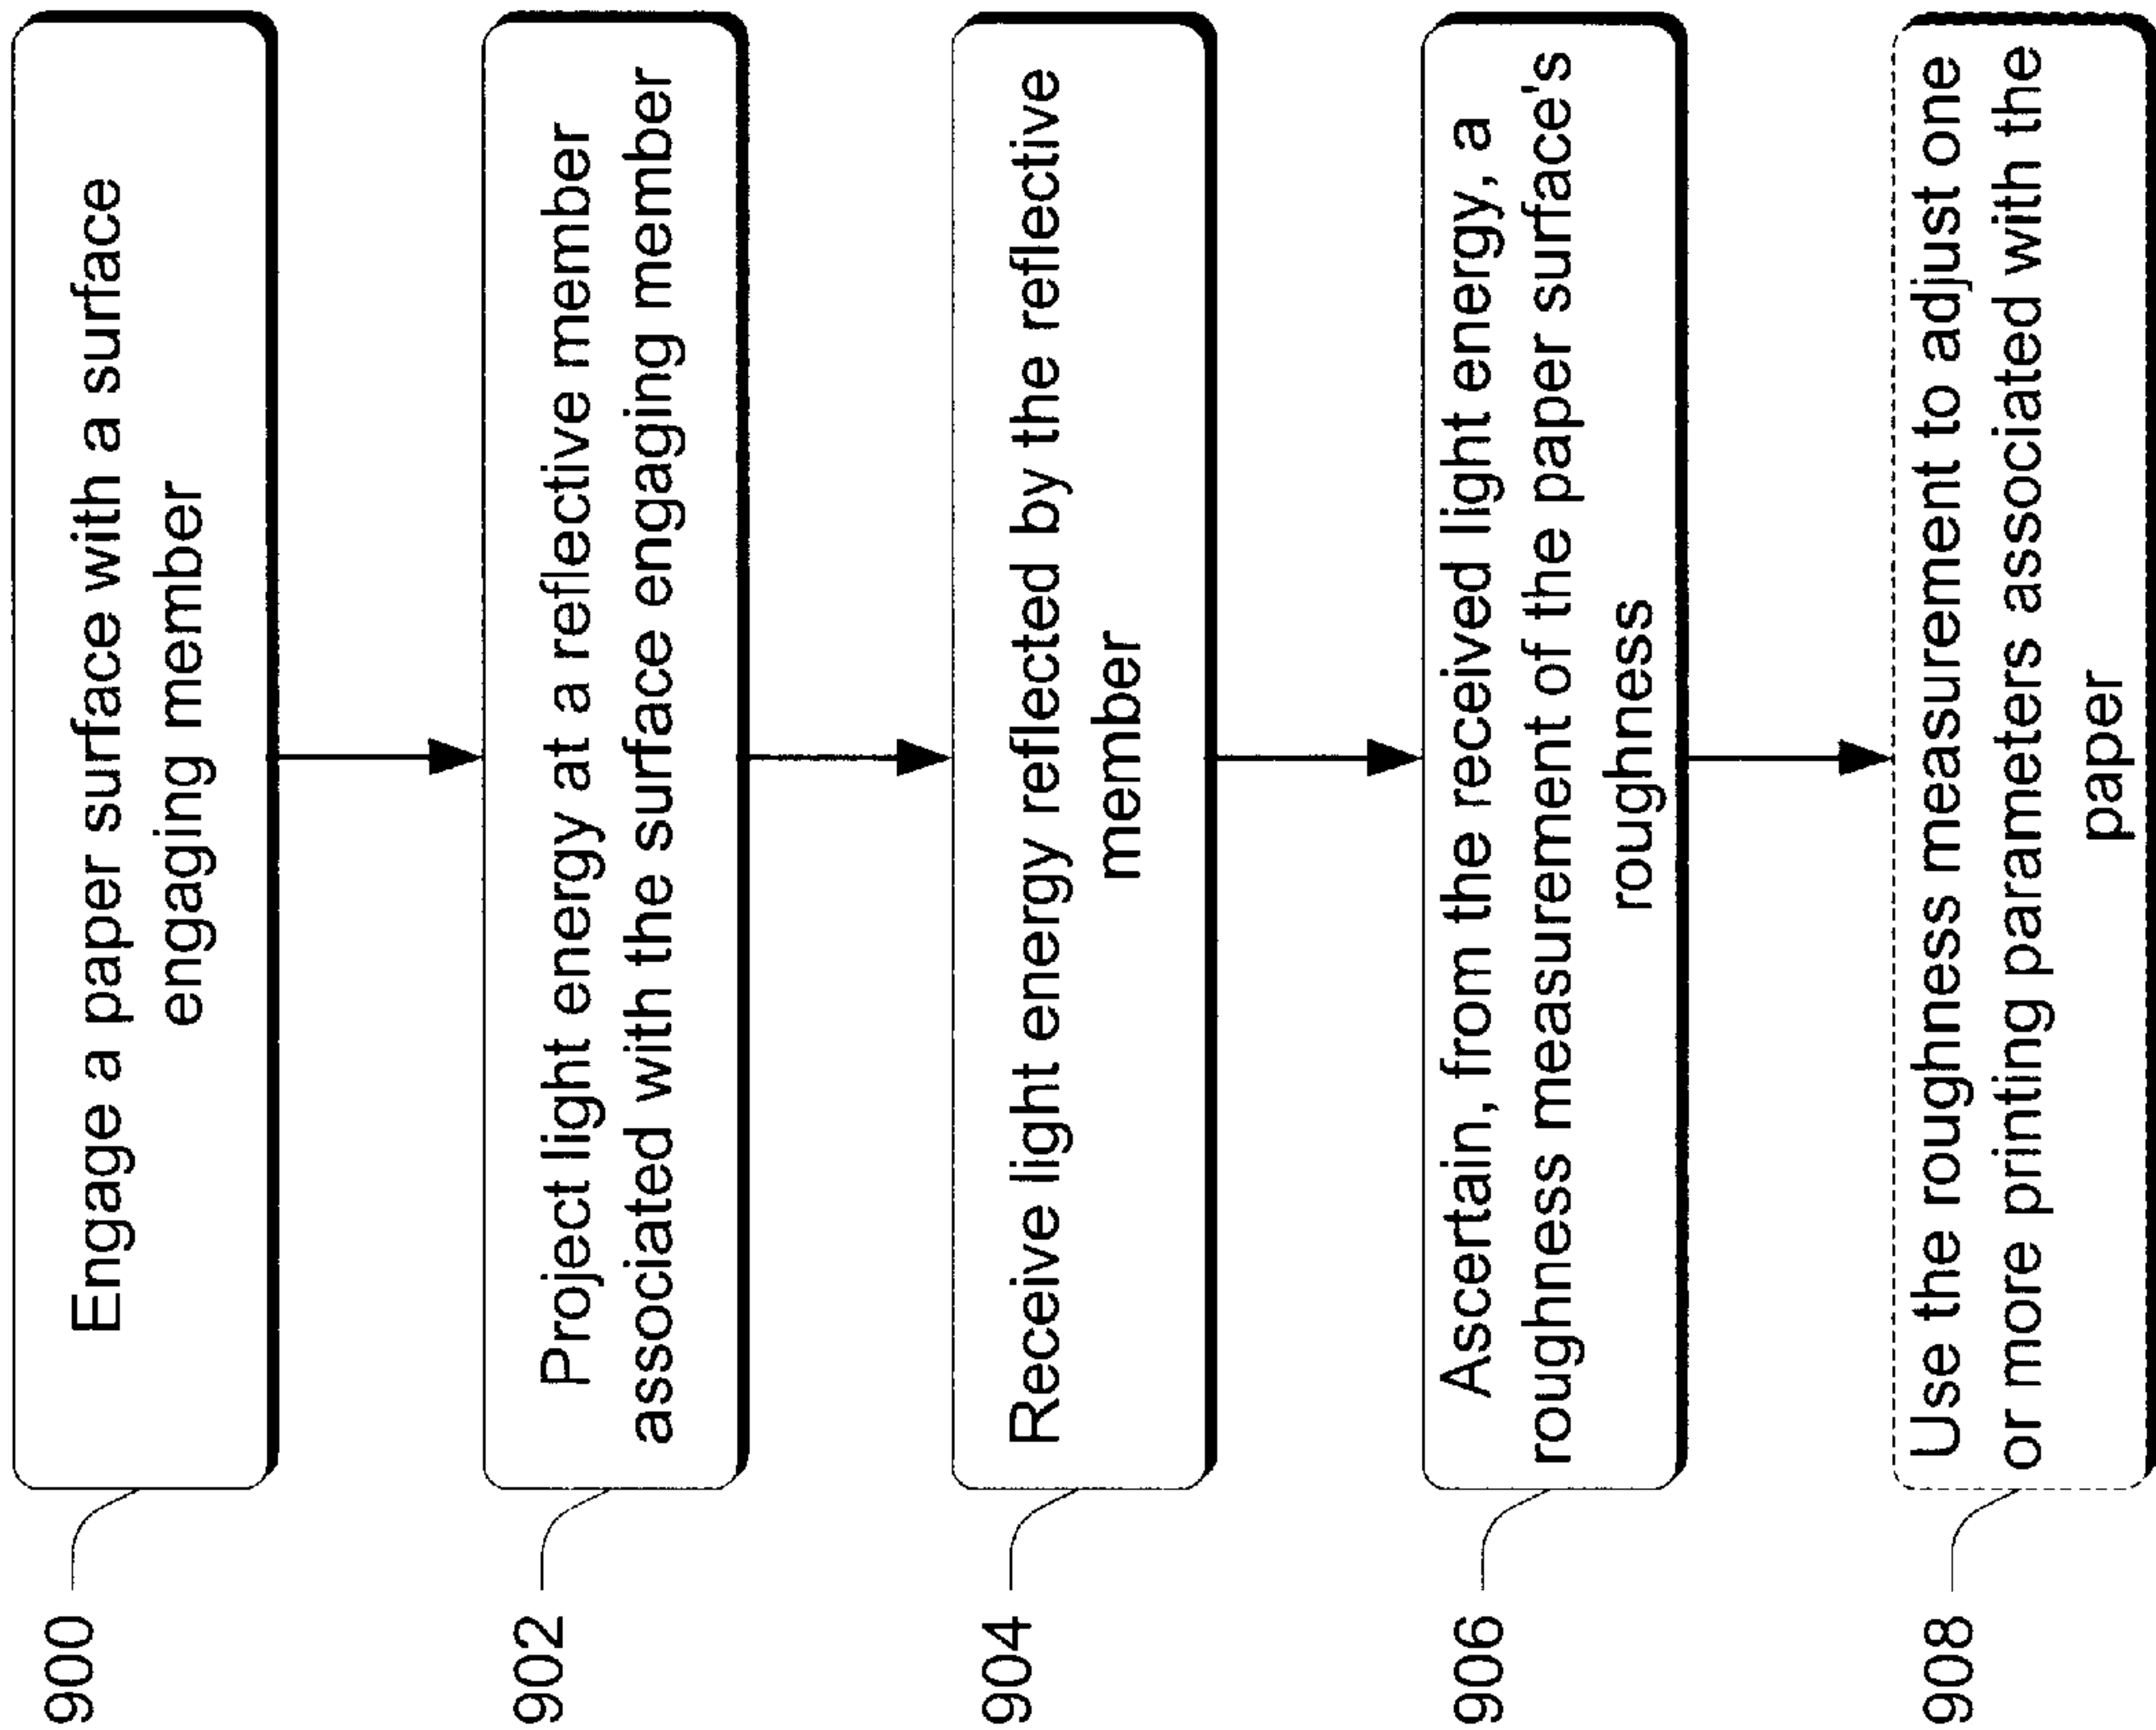 900
Engage a paper surface with a surface
engaging member
902
Project light energy at a reflective member
associated with the surface engaging member
904
Receive light energy reflected by the reflective
member
906
Ascertain, from the received light energy, a
roughness measurement of the paper surface's
roughness
908
Use the roughness measurement to adjust one
or more printing parameters associated with the
paper